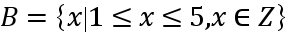 B = {x|1 ≤ x ≤ 5,x ∈ Z}